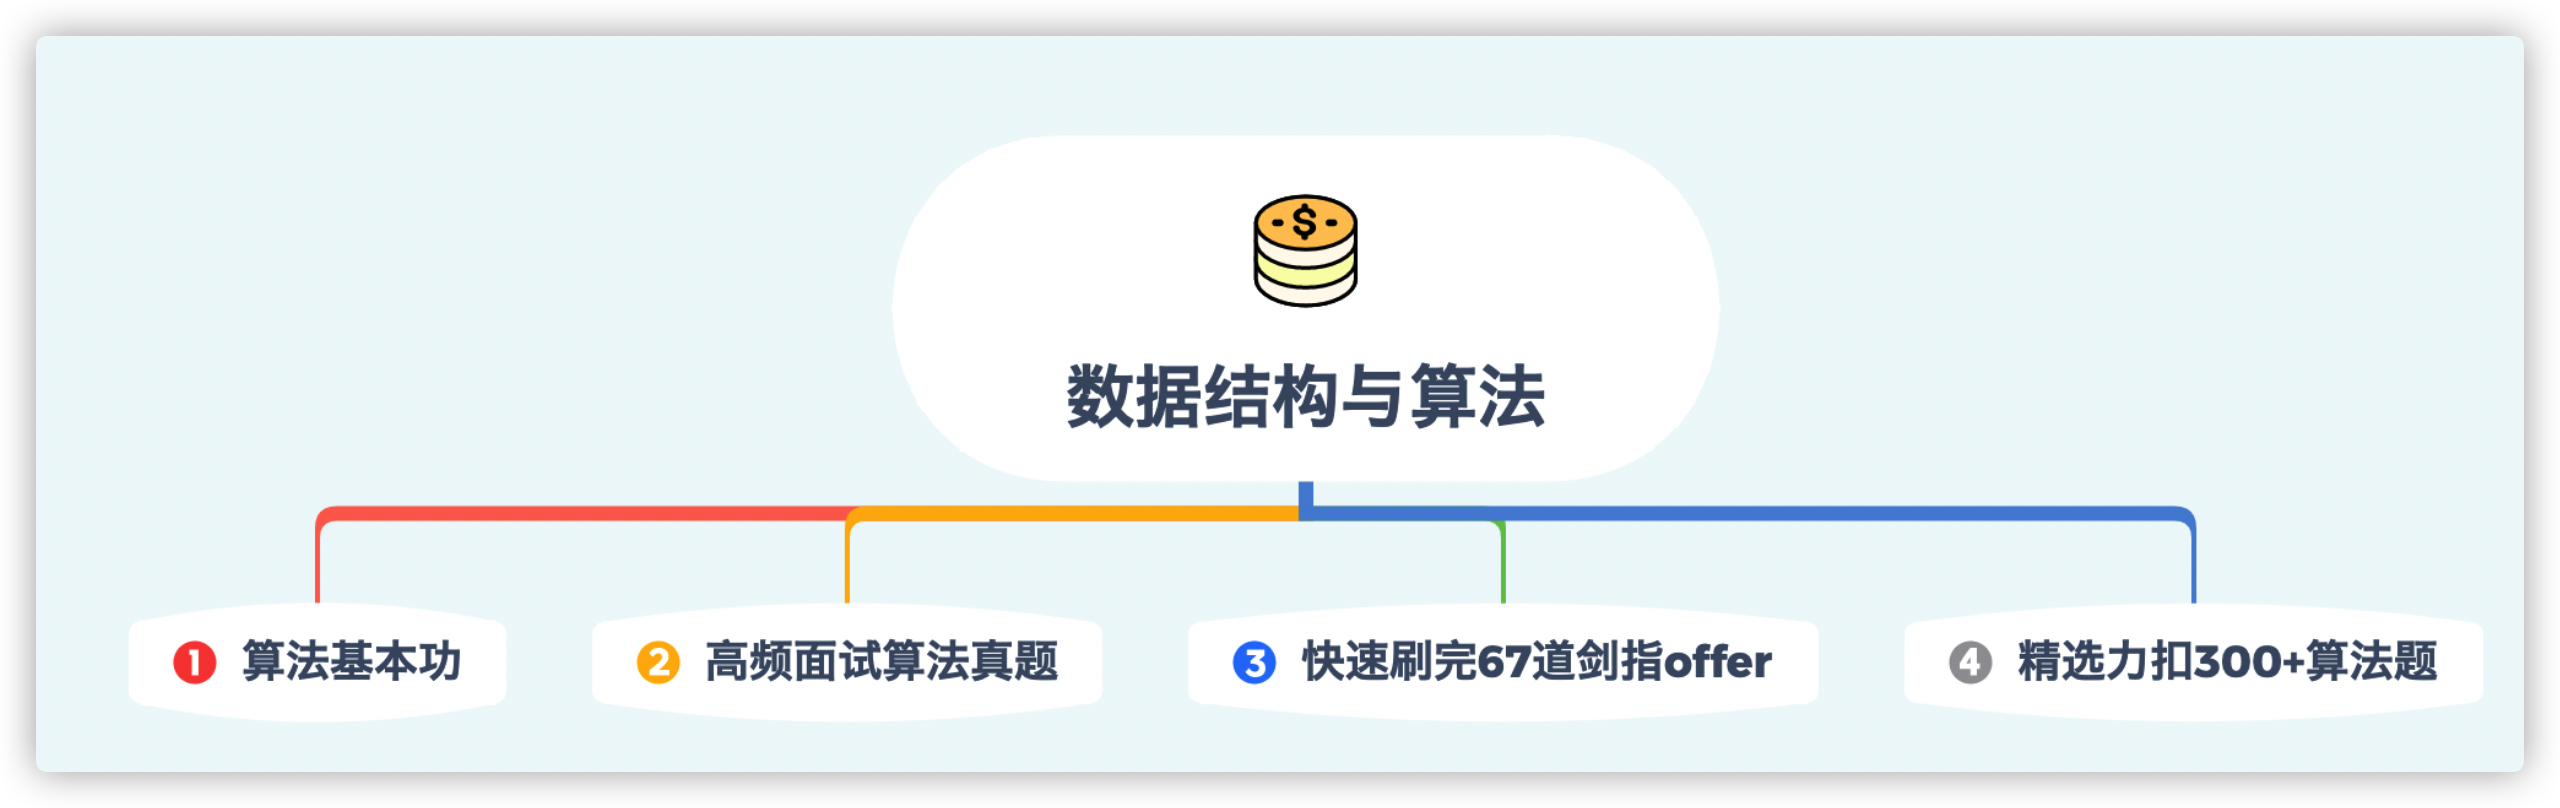 $
数据结构与算法
1 算法基本功
2 高频面试算法真题
3 快速刷完67道剑指offer
4 精选力扣300+算法题